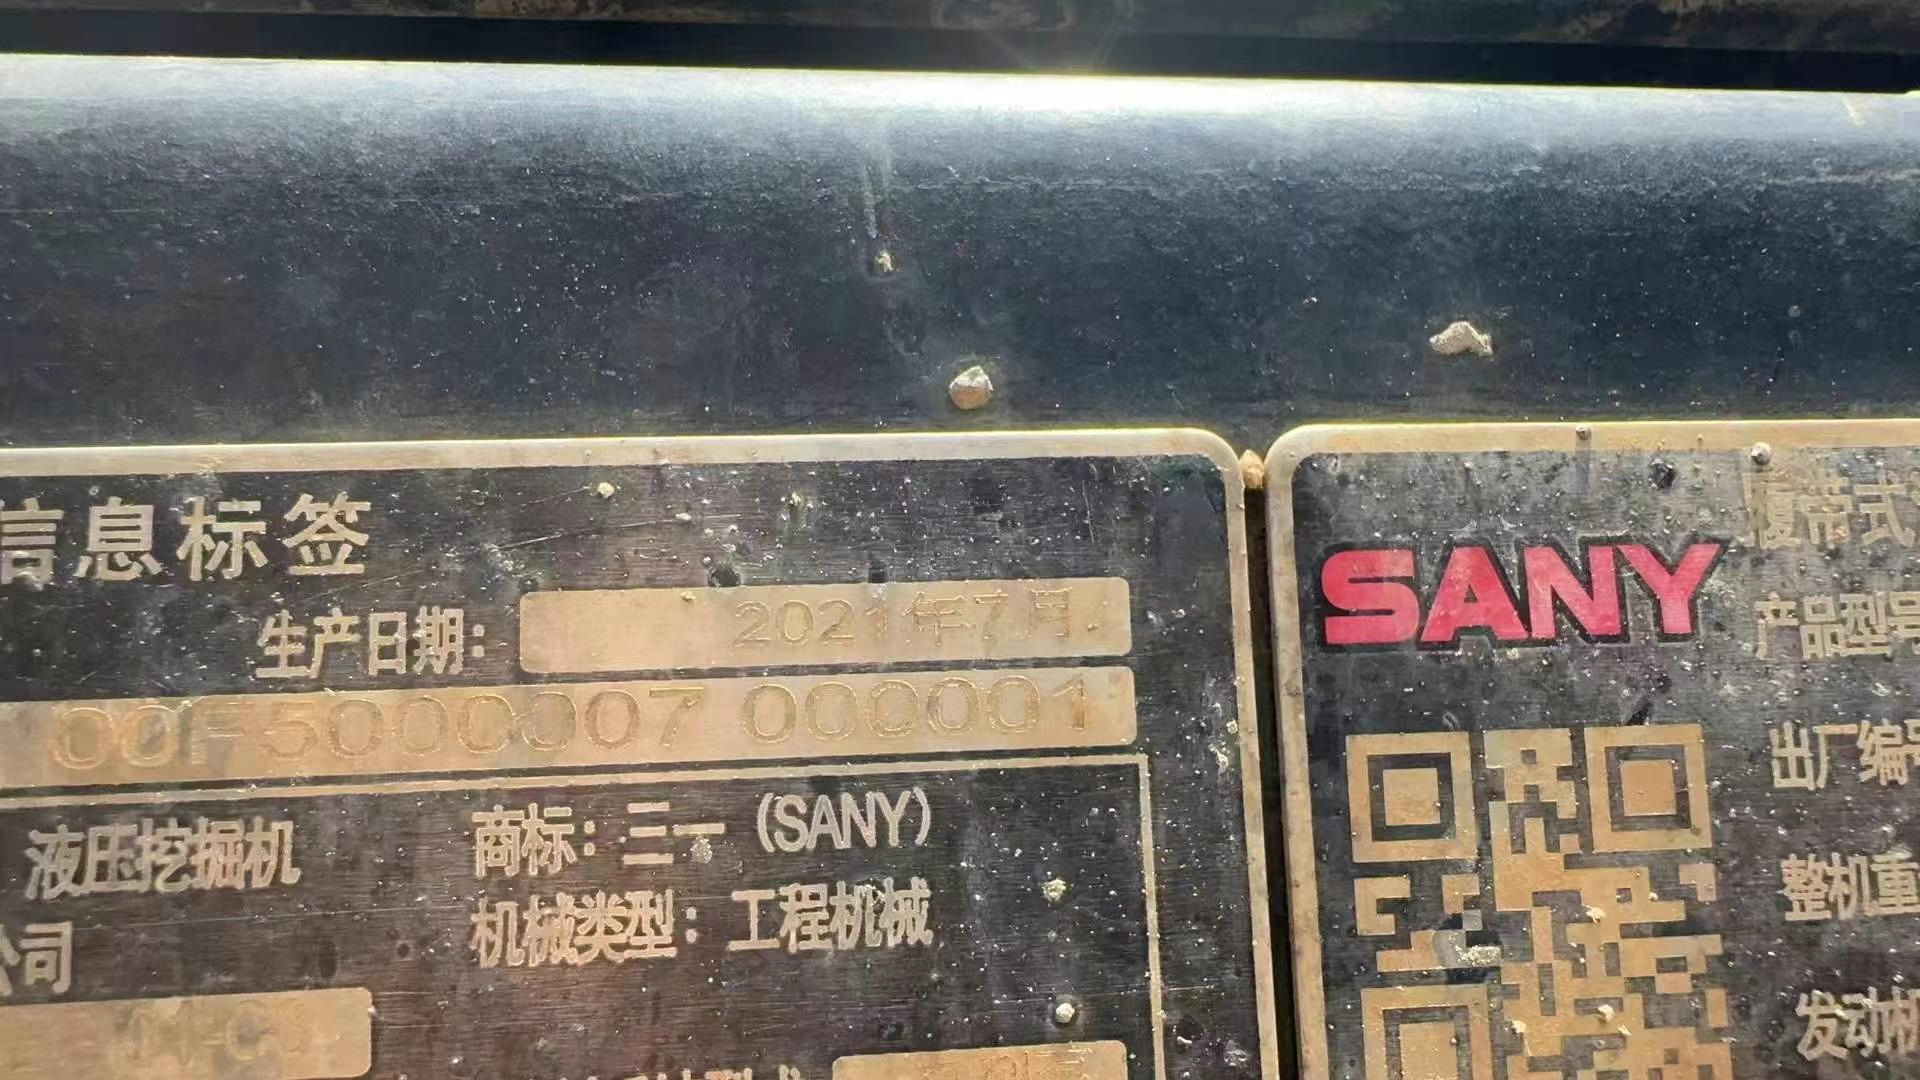 信息标签
生产日期: 2021年7月
00F5000007 000001
液压挖掘机
商标: 三一 (SANY)
机械类型: 工程机械
公司
SANY
履带式
产品型号
出厂编号
整机重
发动机